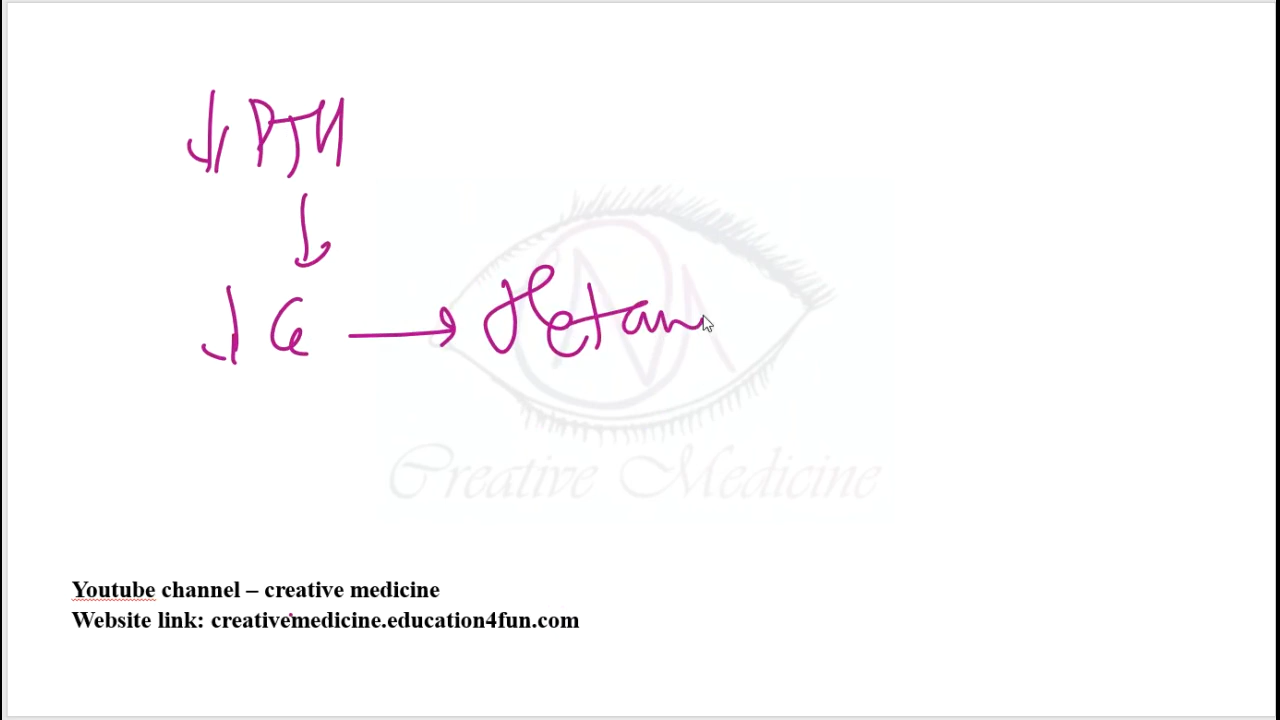 ↓ PTH
↓
↓ Ca → Tetan
Creative Medicine
Youtube channel – creative medicine
Website link: creativemedicine.education4fun.com